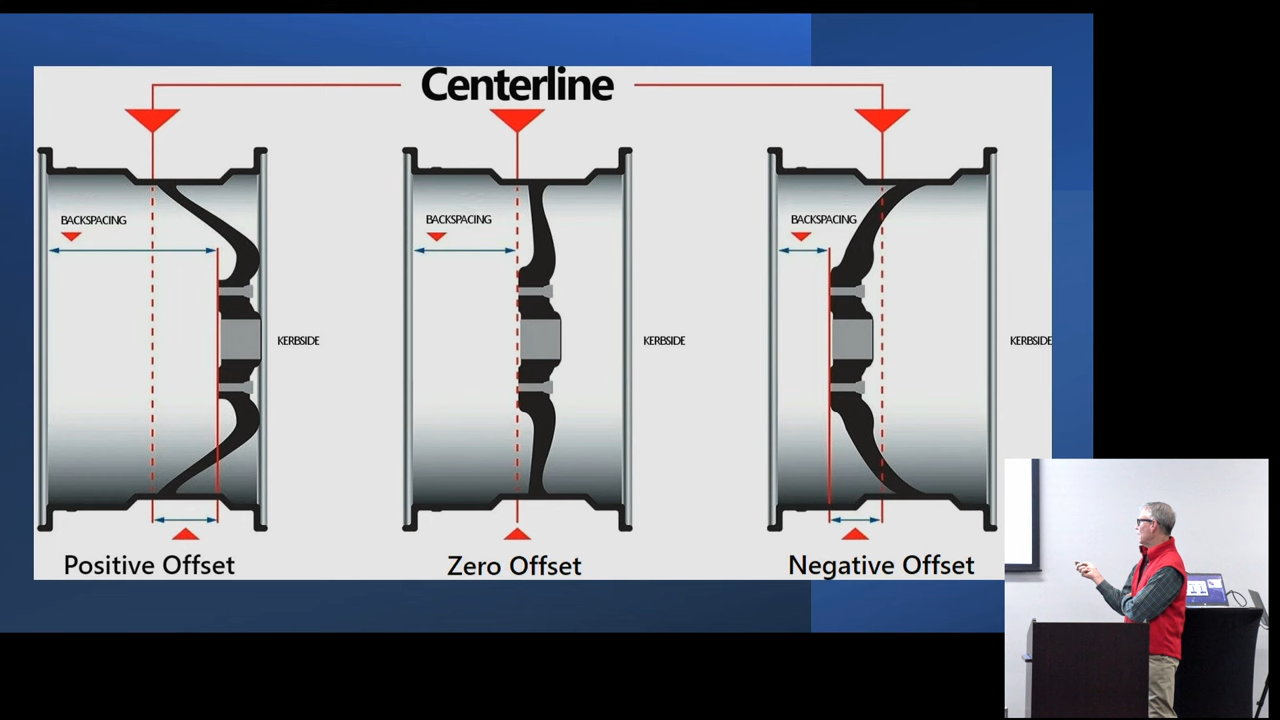 Centerline
BACKSPACING
BACKSPACING
BACKSPACING
KERBSIDE
KERBSIDE
KERBSIDE
Positive Offset
Zero Offset
Negative Offset